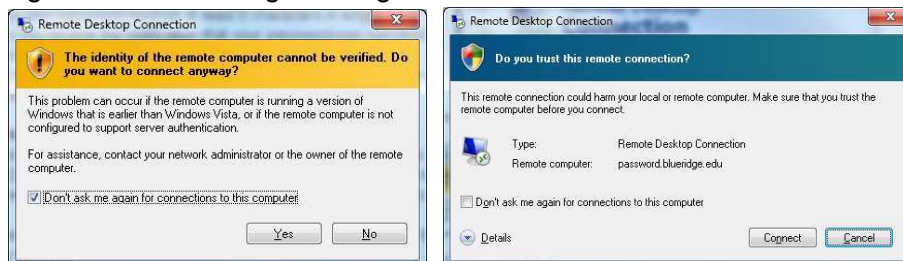 Remote Desktop Connection
The identity of the remote computer cannot be verified. Do
you want to connect anyway?
This problem can occur if the remote computer is running a version of
Windows that is earlier than Windows Vista, or if the remote computer is not
configured to support server authentication.
For assistance, contact your network administrator or the owner of the remote
computer.
Don't ask me again for connections to this computer
Yes No
Remote Desktop Connection
Do you trust this remote connection?
This remote connection could harm your local or remote computer. Make sure that you trust the
remote computer before you connect.
Type: Remote Desktop Connection
Remote computer: password.blueridge.edu
Don't ask me again for connections to this computer
Details Connect Cancel